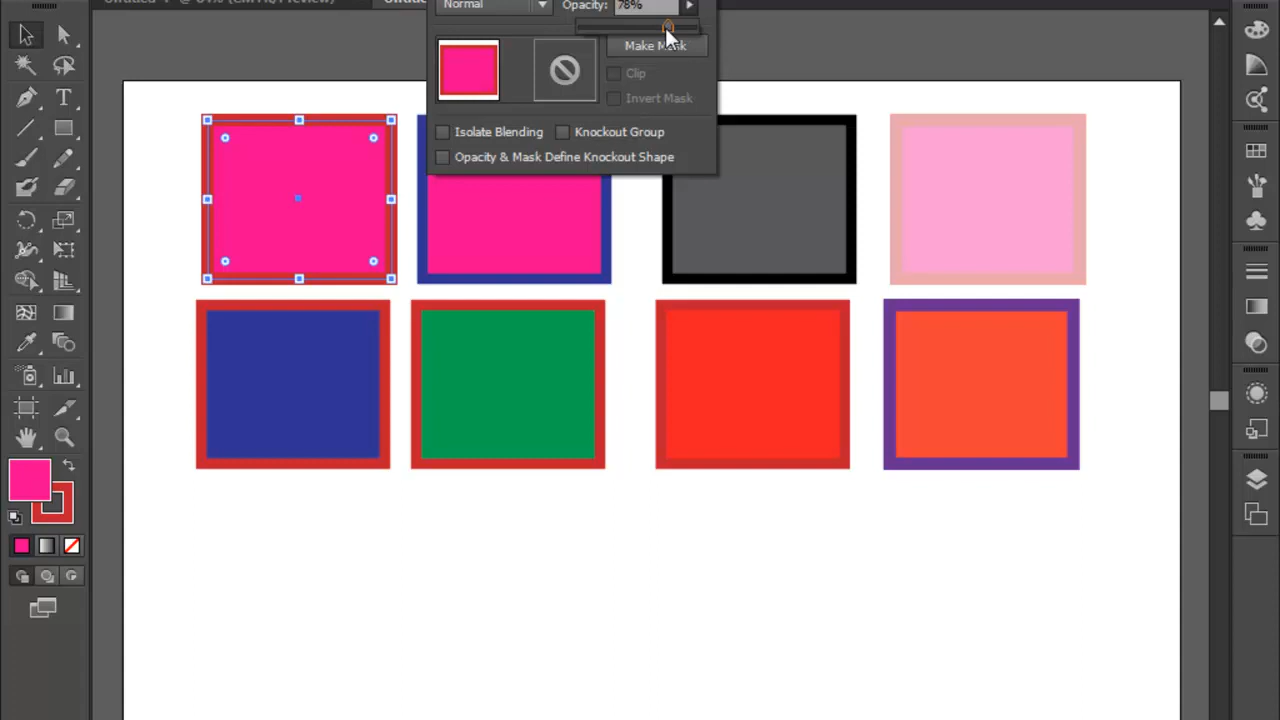 Normal Opacity: 78%
Make Mask
Clip
Invert Mask
Isolate Blending Knockout Group
Opacity & Mask Define Knockout Shape